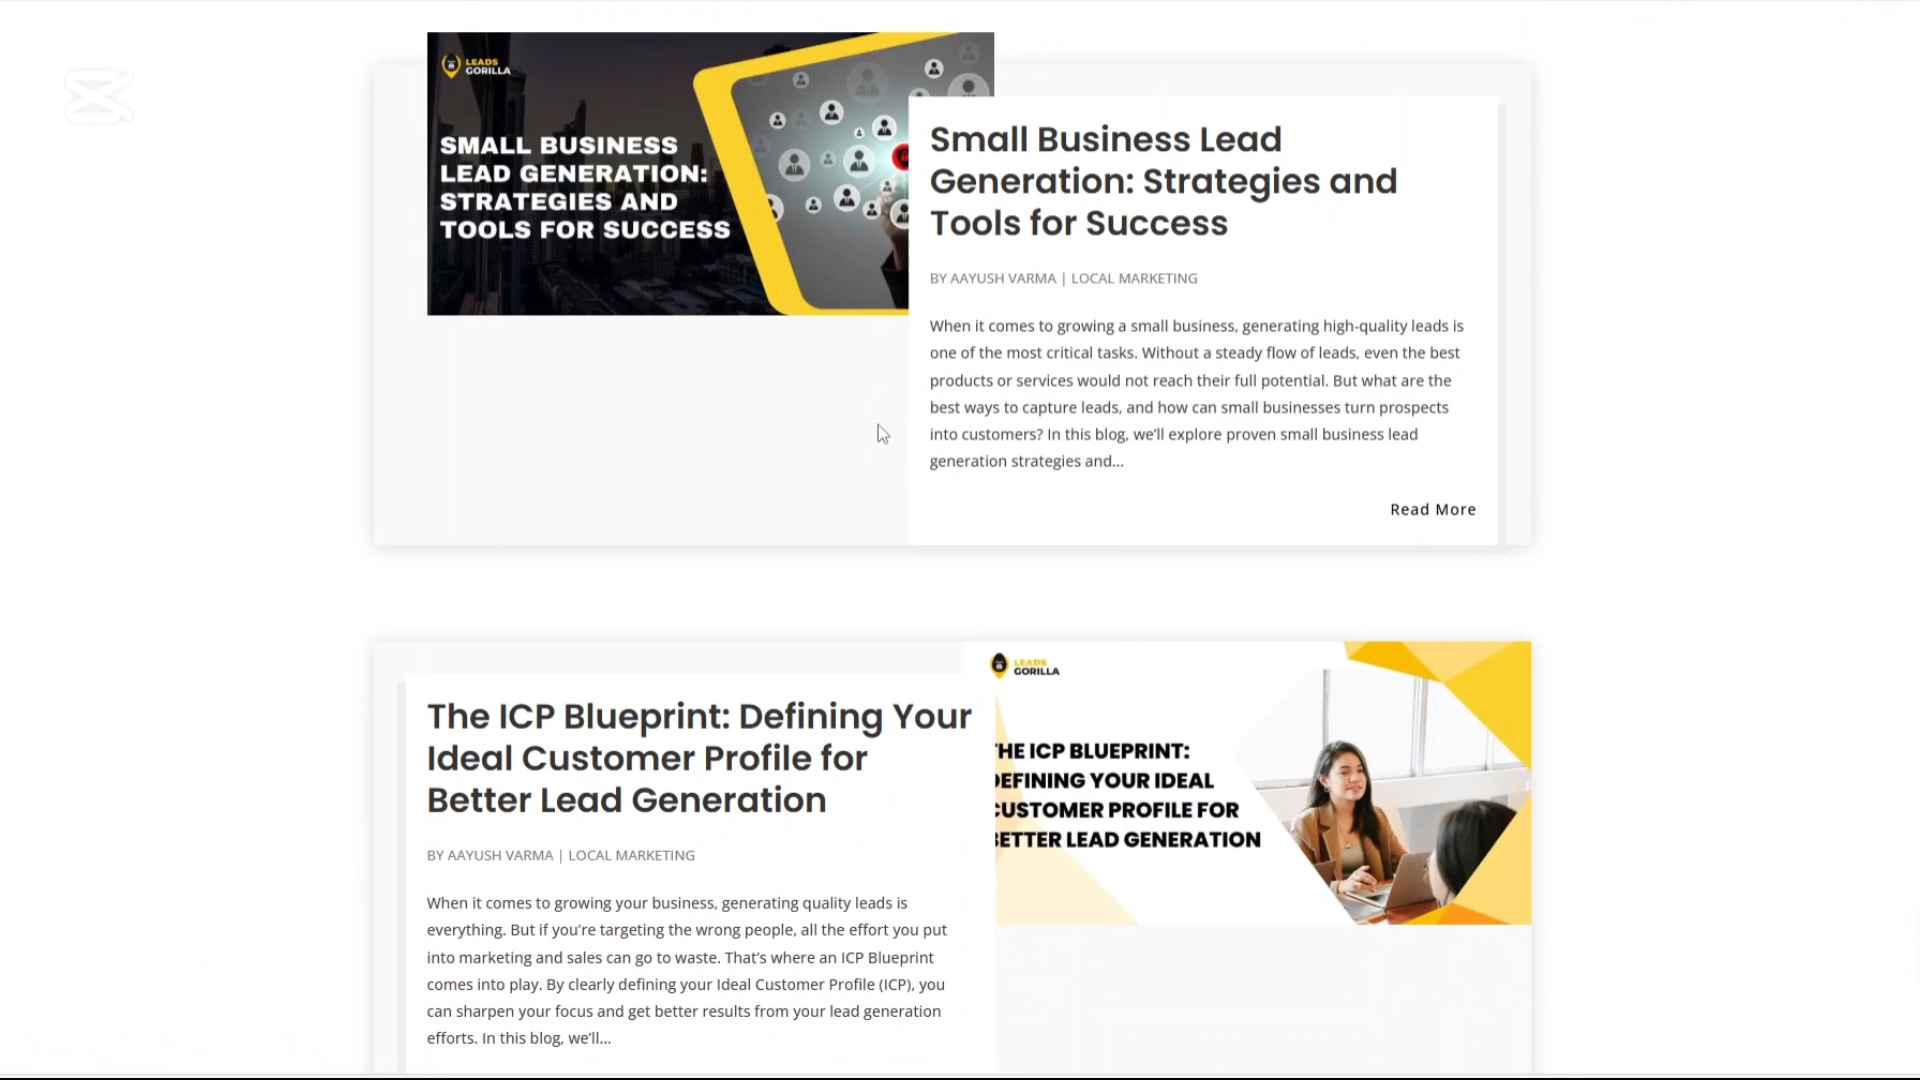 LEADS
GORILLA
SMALL BUSINESS
LEAD GENERATION:
STRATEGIES AND
TOOLS FOR SUCCESS
Small Business Lead
Generation: Strategies and
Tools for Success
BY AAYUSH VARMA | LOCAL MARKETING
When it comes to growing a small business, generating high-quality leads is
one of the most critical tasks. Without a steady flow of leads, even the best
products or services would not reach their full potential. But what are the
best ways to capture leads, and how can small businesses turn prospects
into customers? In this blog, we’ll explore proven small business lead
generation strategies and...
Read More
The ICP Blueprint: Defining Your
Ideal Customer Profile for
Better Lead Generation
BY AAYUSH VARMA | LOCAL MARKETING
When it comes to growing your business, generating quality leads is
everything. But if you’re targeting the wrong people, all the effort you put
into marketing and sales can go to waste. That’s where an ICP Blueprint
comes into play. By clearly defining your Ideal Customer Profile (ICP), you
can sharpen your focus and get better results from your lead generation
efforts. In this blog, we’ll...
LEADS
GORILLA
THE ICP BLUEPRINT:
DEFINING YOUR IDEAL
CUSTOMER PROFILE FOR
BETTER LEAD GENERATION